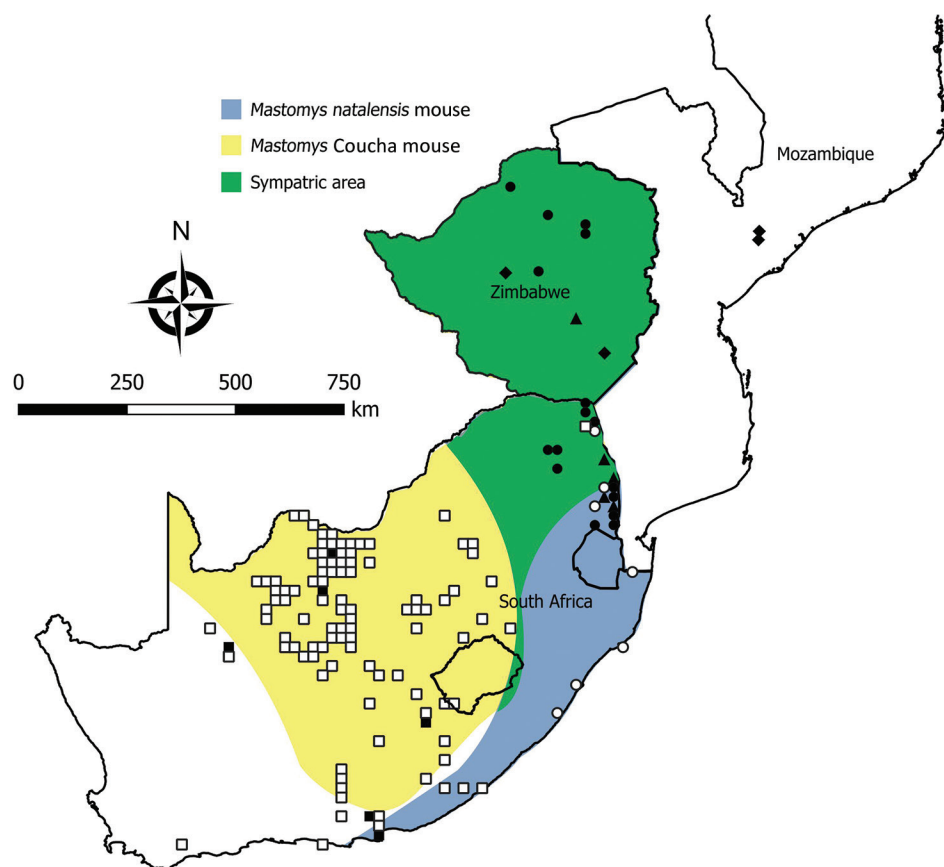 Mastomys natalensis mouse
Mastomys Coucha mouse
Sympatric area
Mozambique
N
Zimbabwe
0 250 500 750
km
South Africa